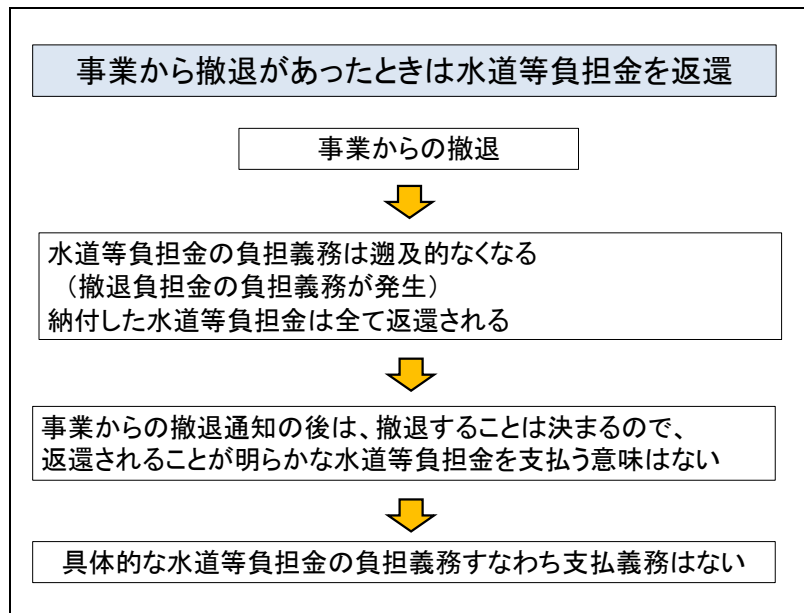 事業から撤退があったときは水道等負担金を返還
事業からの撤退
水道等負担金の負担義務は遡及的なくなる
（撤退負担金の負担義務が発生）
納付した水道等負担金は全て返還される
事業からの撤退通知の後は、撤退することは決まるので、
返還されることが明らかな水道等負担金を支払う意味はない
具体的な水道等負担金の負担義務すなわち支払義務はない